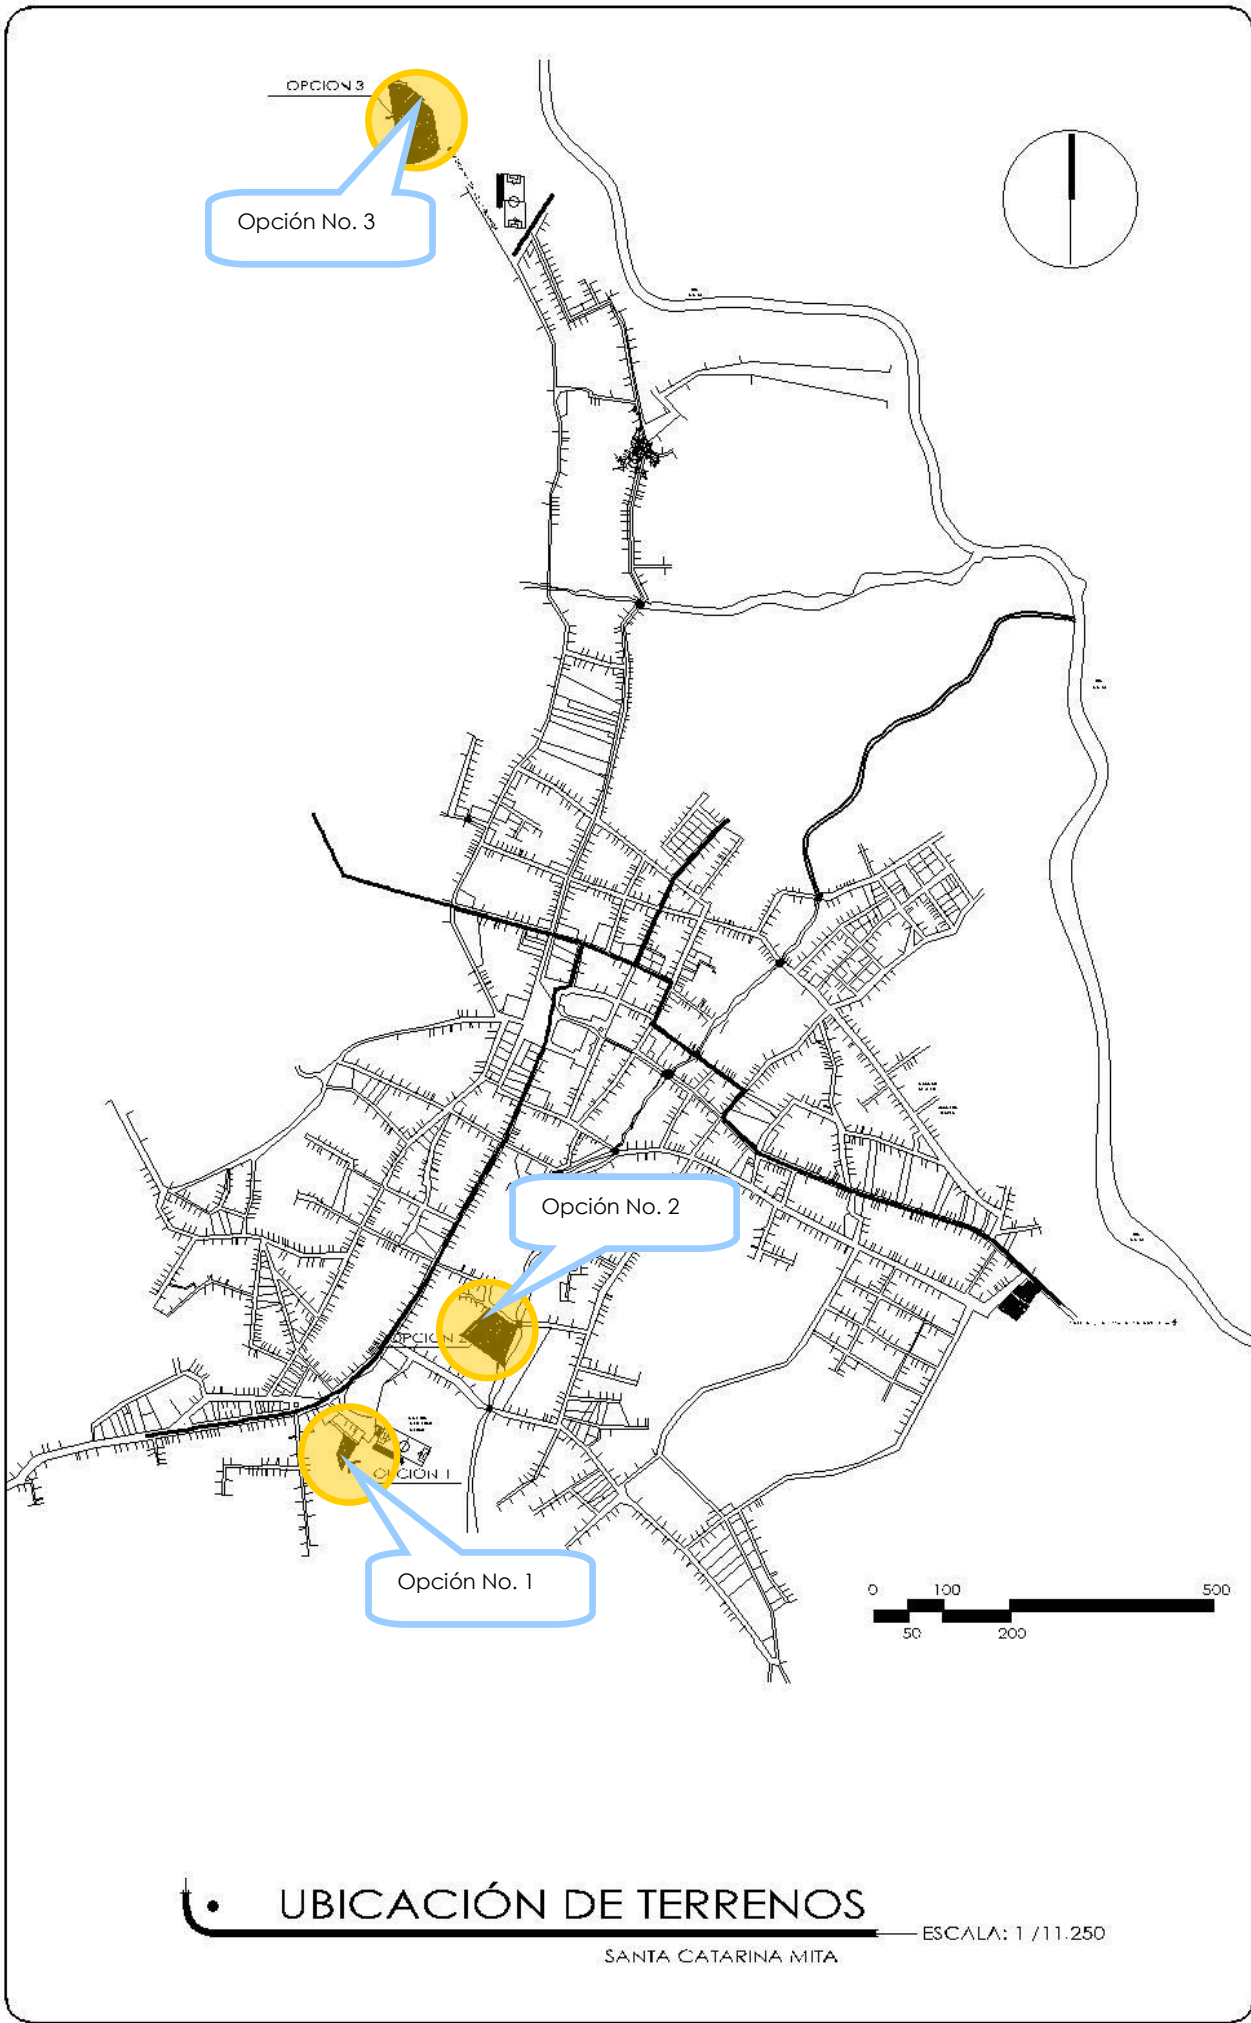 OPCION 3
Opción No. 3
Opción No. 2
OPCION 2
OPCIÓN 1
Opción No. 1
0 100 500
50 200
UBICACIÓN DE TERRENOS
ESCALA: 1 /11.250
SANTA CATARINA MITA